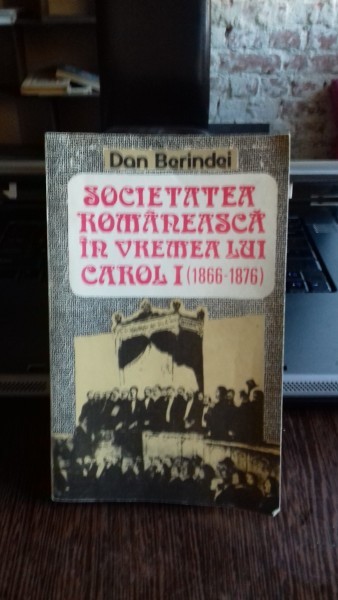 Dan Berindei
SOCIETATEA
ROMÂNEASCĂ
ÎN VREMEA LUI
CAROL I (1866-1876)